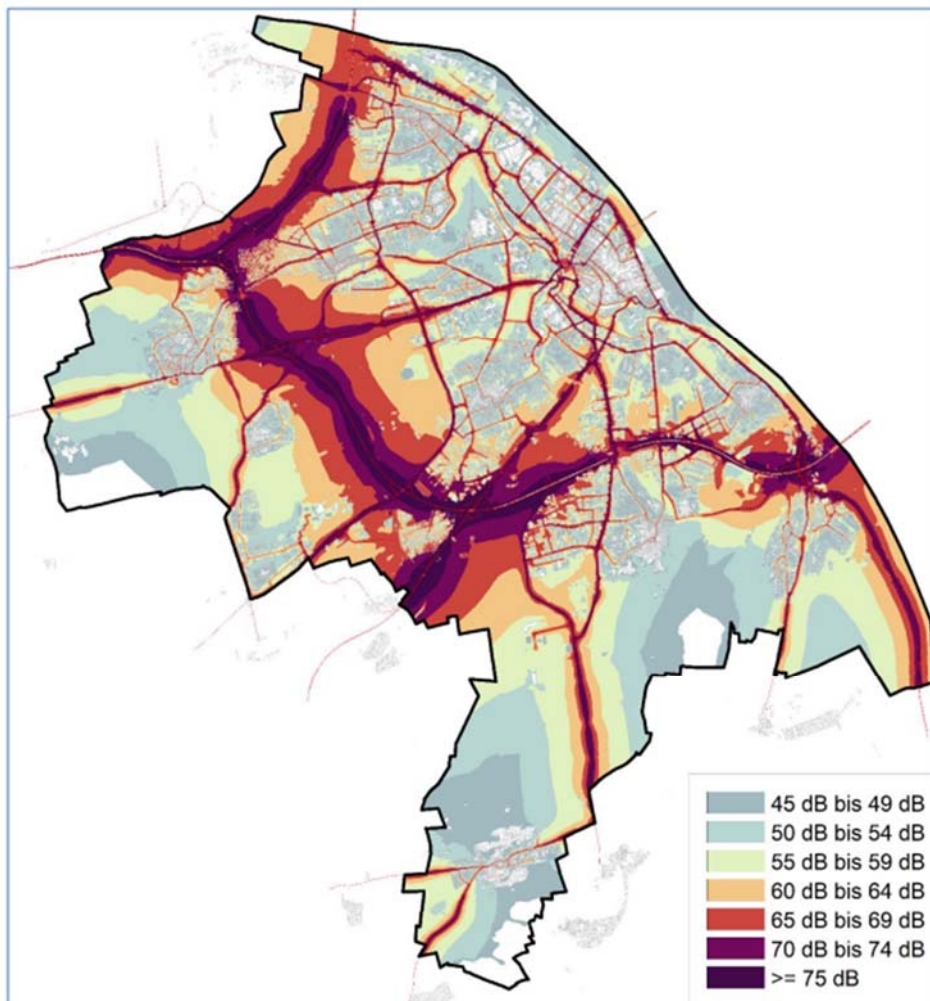 45 dB bis 49 dB
50 dB bis 54 dB
55 dB bis 59 dB
60 dB bis 64 dB
65 dB bis 69 dB
70 dB bis 74 dB
>= 75 dB